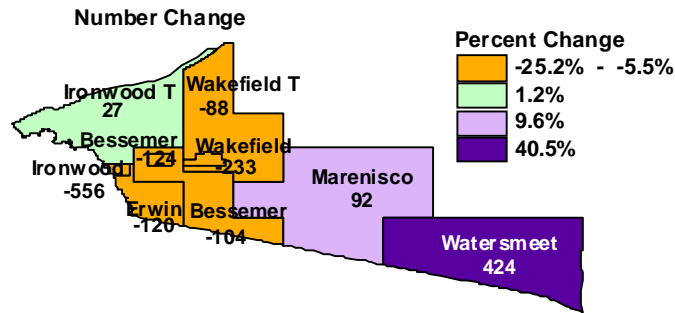 Number Change
Percent Change
-25.2% - -5.5%
1.2%
9.6%
40.5%
Ironwood T
27
Wakefield T
-88
Bessemer
-124
Wakefield
-233
Ironwood
-556
Marenisco
92
Erwin
-120
Bessemer
-104
Watersmeet
424